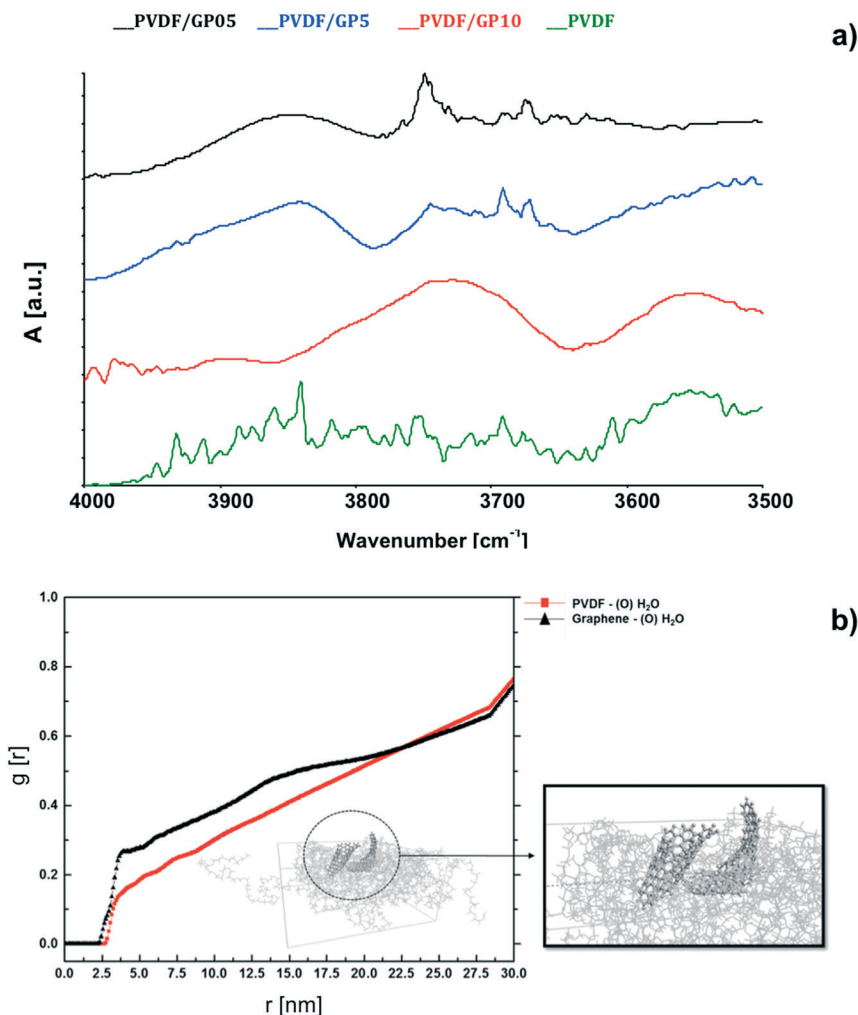 __PVDF/GP05 __PVDF/GP5 __PVDF/GP10 __PVDF
a)
A [a.u.]
4000 3900 3800 3700 3600 3500
Wavenumber [cm⁻¹]
b)
PVDF - (O) H₂O
Graphene - (O) H₂O
1.0
0.8
0.6
0.4
0.2
0.0
g [r]
0.0 2.5 5.0 7.5 10.0 12.5 15.0 17.5 20.0 22.5 25.0 27.5 30.0
r [nm]